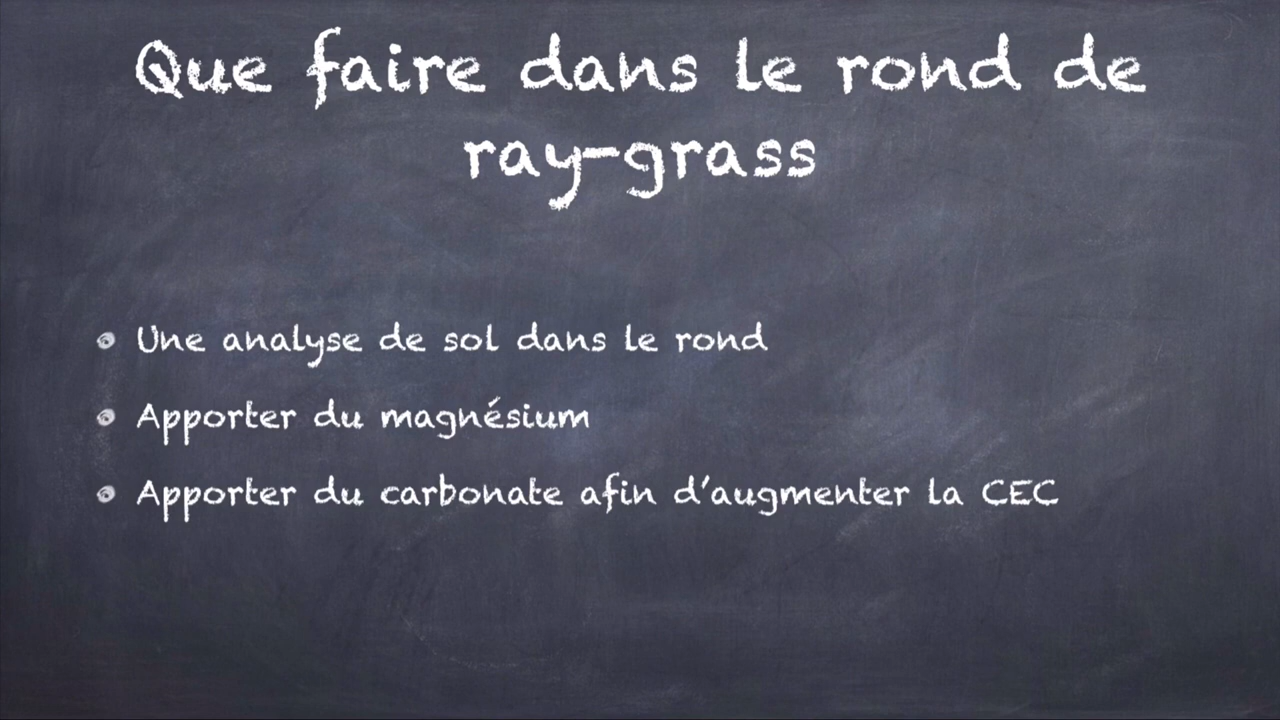 Que faire dans le rond de
ray-grass
Une analyse de sol dans le rond
Apporter du magnésium
Apporter du carbonate afin d'augmenter la CEC